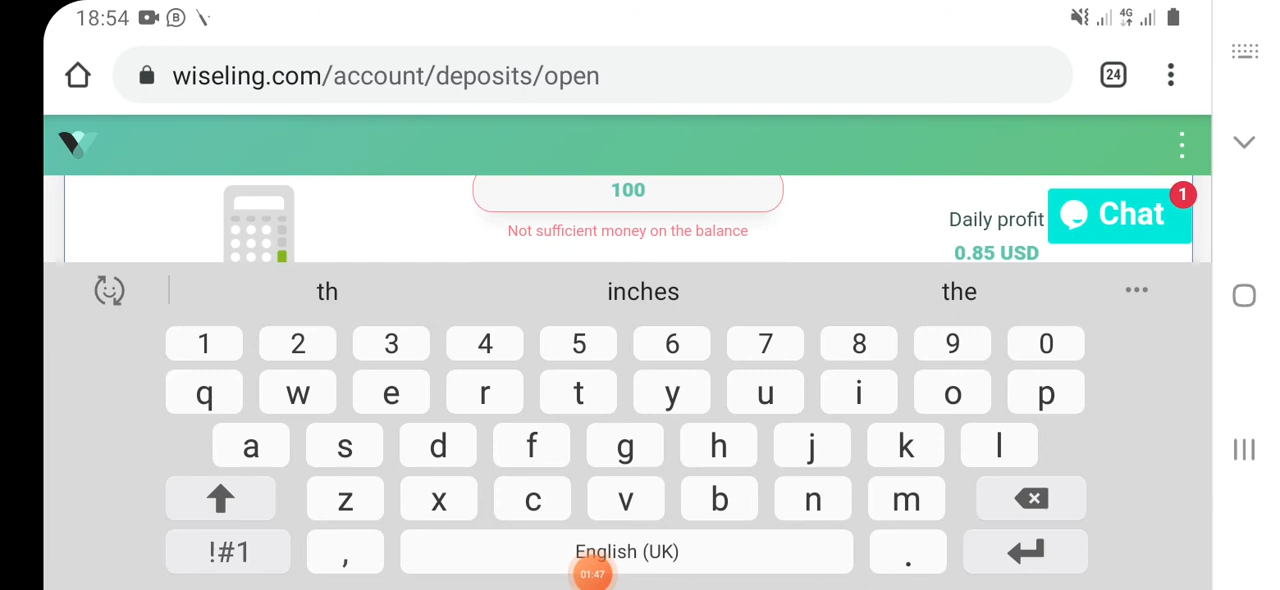 18:54 B 4G
wiseling.com/account/deposits/open 24
100
Not sufficient money on the balance
Daily profit
0.85 USD
Chat 1
th inches the
1 2 3 4 5 6 7 8 9 0
q w e r t y u i o p
a s d f g h j k l
z x c v b n m
!#1 , English (UK) .
01:47